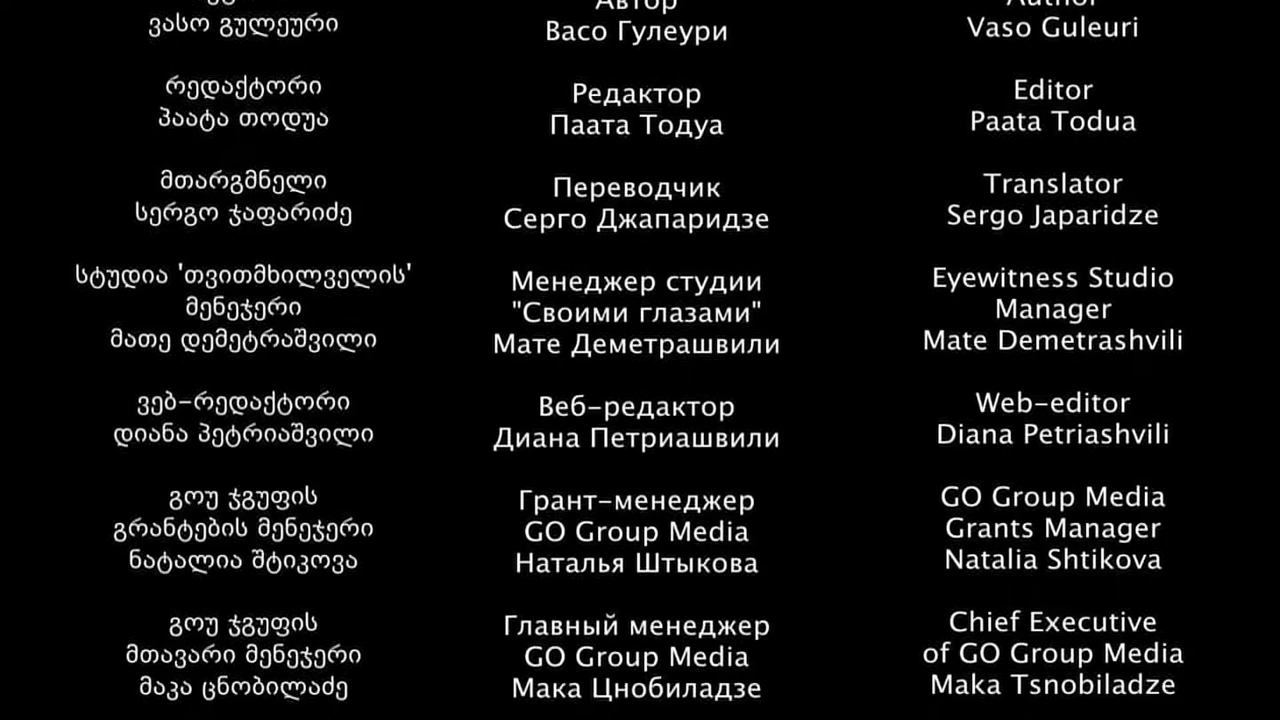 ვასო გულეური
რედაქტორი
პაატა თოდუა
მთარგმნელი
სერგო ჯაფარიძე
სტუდია 'თვითმხილველის'
მენეჯერი
მათე დემეტრაშვილი
ვებ-რედაქტორი
დიანა პეტრიაშვილი
გოუ ჯგუფის
გრანტების მენეჯერი
ნატალია შტიკოვა
გოუ ჯგუფის
მთავარი მენეჯერი
მაკა ცნობილაძე
Автор
Васо Гулеури
Редактор
Паата Тодуа
Переводчик
Серго Джапаридзе
Менеджер студии
"Своими глазами"
Мате Деметрашвили
Веб-редактор
Диана Петриашвили
Грант-менеджер
GO Group Media
Наталья Штыкова
Главный менеджер
GO Group Media
Мака Цнобиладзе
Author
Vaso Guleuri
Editor
Paata Todua
Translator
Sergo Japaridze
Eyewitness Studio
Manager
Mate Demetrashvili
Web-editor
Diana Petriashvili
GO Group Media
Grants Manager
Natalia Shtikova
Chief Executive
of GO Group Media
Maka Tsnobiladze